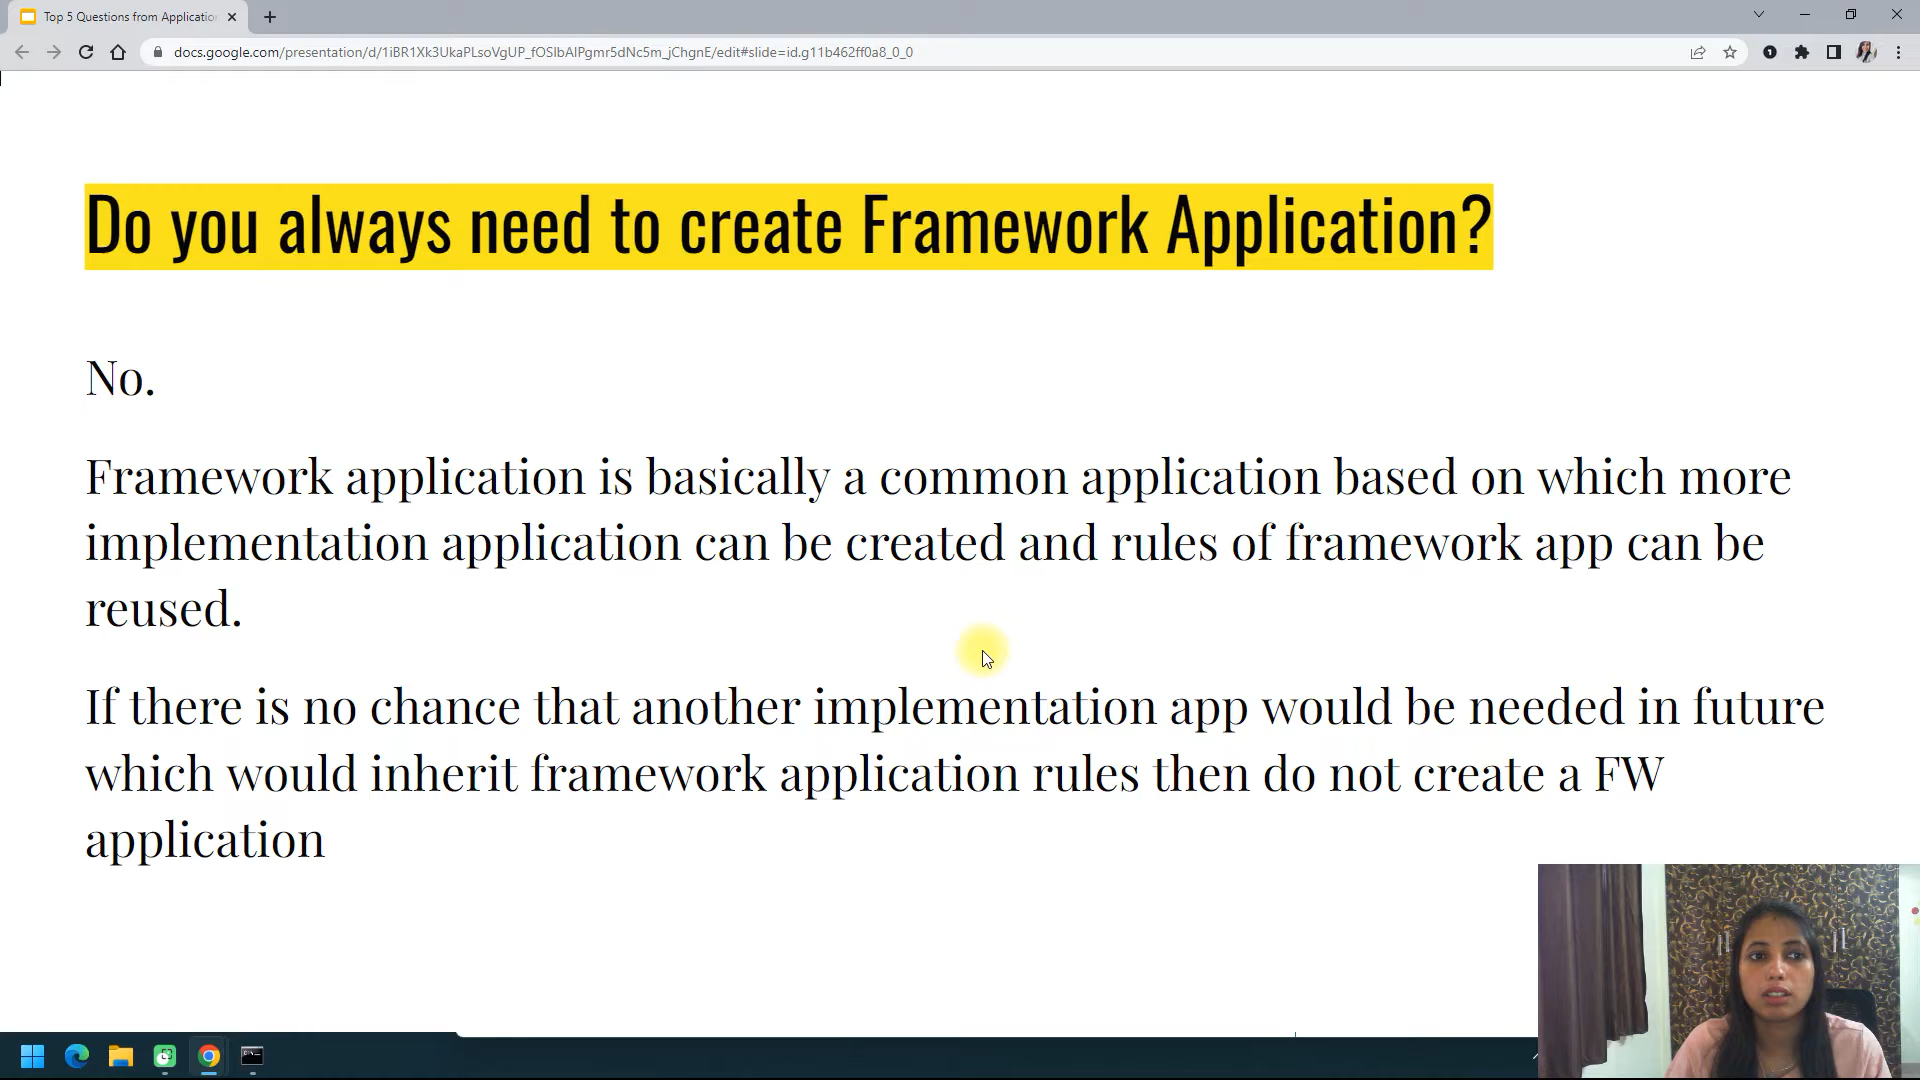 Top 5 Questions from Applicatio
docs.google.com/presentation/d/1iBR1Xk3UkaPLsoVgUP_fOSlbAlPgmr5dNc5m_jChgnE/edit#slide=id.g11b462ff0a8_0_0
Do you always need to create Framework Application?
No.
Framework application is basically a common application based on which more
implementation application can be created and rules of framework app can be
reused.
If there is no chance that another implementation app would be needed in future
which would inherit framework application rules then do not create a FW
application